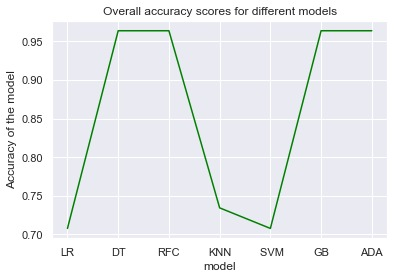 Overall accuracy scores for different models
Accuracy of the model
0.95
0.90
0.85
0.80
0.75
0.70
LR DT RFC KNN SVM GB ADA
model